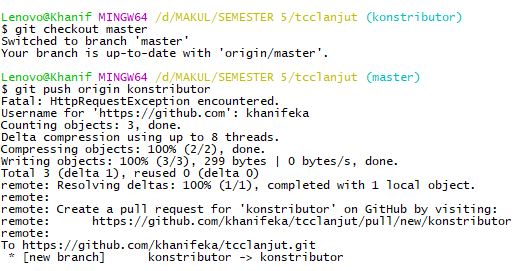 Lenovo@Khanif MINGW64 /d/MAKUL/SEMESTER 5/tcclanjut (konstributor)
$ git checkout master
Switched to branch 'master'
Your branch is up-to-date with 'origin/master'.
Lenovo@Khanif MINGW64 /d/MAKUL/SEMESTER 5/tcclanjut (master)
$ git push origin konstributor
Fatal: HttpRequestException encountered.
Username for 'https://github.com': khanifeka
Counting objects: 3, done.
Delta compression using up to 8 threads.
Compressing objects: 100% (2/2), done.
Writing objects: 100% (3/3), 299 bytes | 0 bytes/s, done.
Total 3 (delta 1), reused 0 (delta 0)
remote: Resolving deltas: 100% (1/1), completed with 1 local object.
remote:
remote: Create a pull request for 'konstributor' on GitHub by visiting:
remote:      https://github.com/khanifeka/tcclanjut/pull/new/konstributor
remote:
To https://github.com/khanifeka/tcclanjut.git
 * [new branch]      konstributor -> konstributor